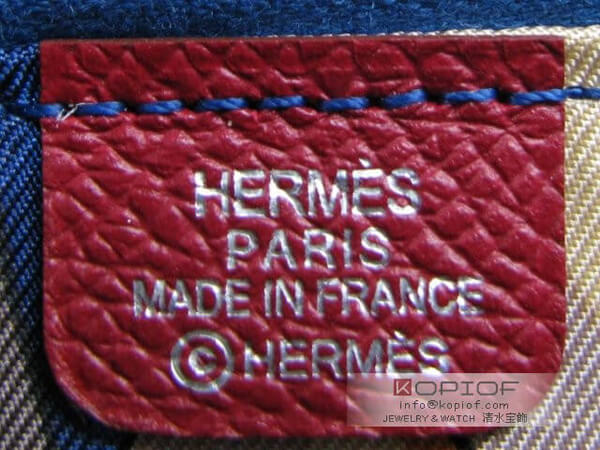 HERMÈS
PARIS
MADE IN FRANCE
©HERMÈS
KOPIOF
info@kopiof.com
JEWELRY & WATCH 清水宝飾